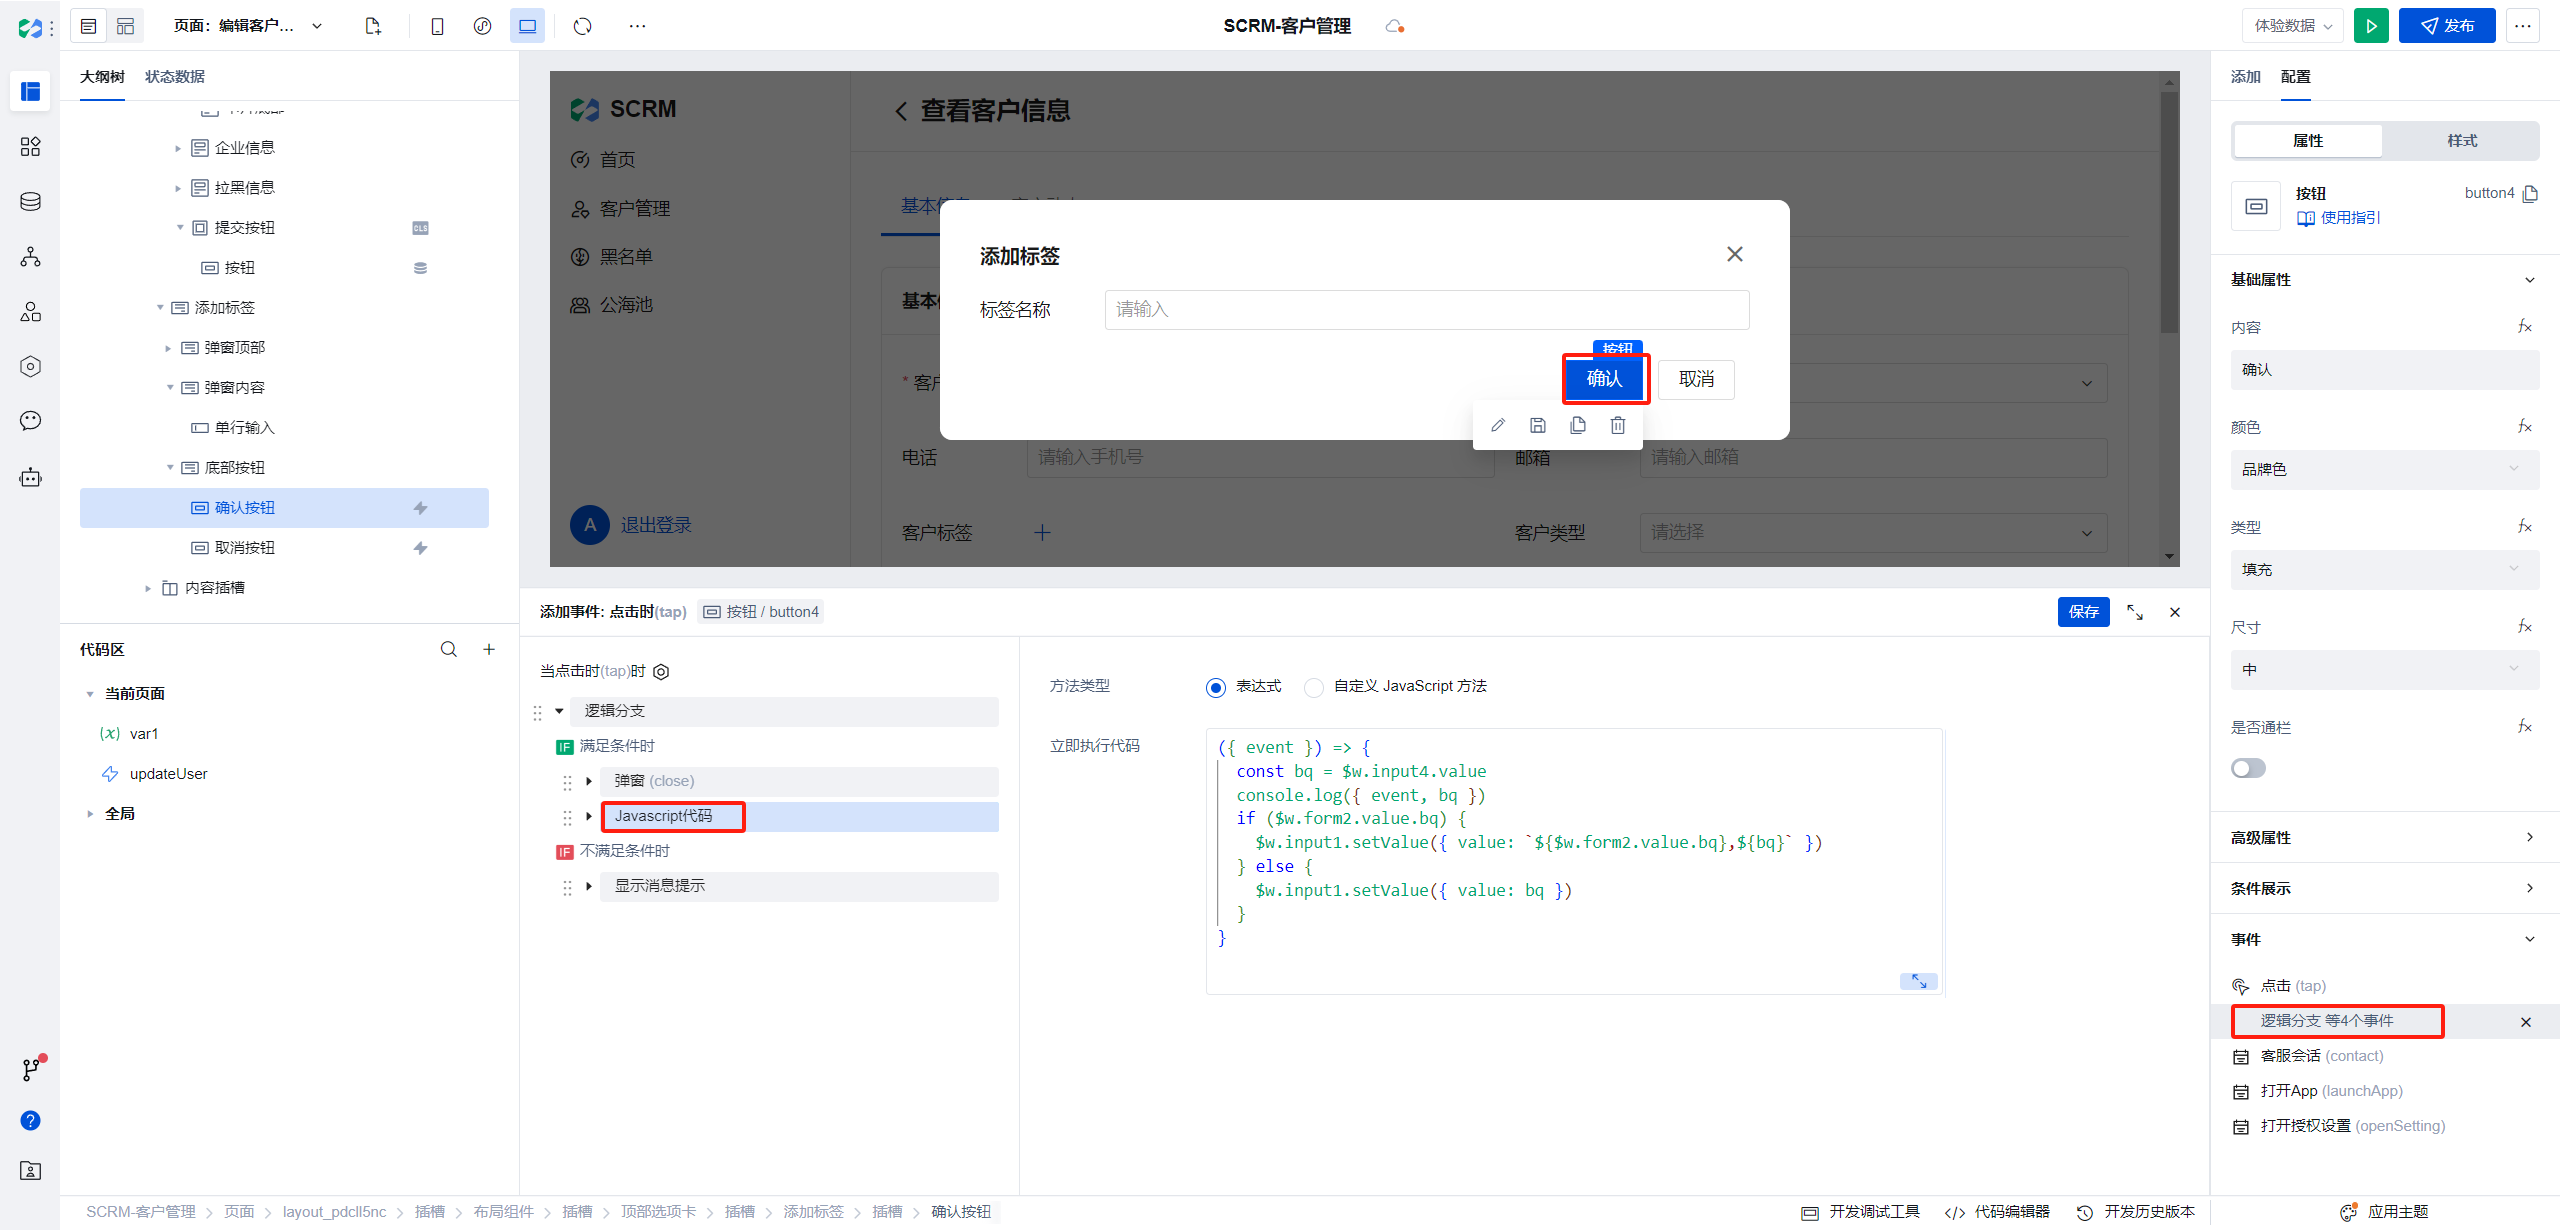 页面：编辑客户...
SCRM-客户管理
体验数据
发布
大纲树
状态数据
企业信息
拉黑信息
提交按钮
CLS
按钮
添加标签
弹窗顶部
弹窗内容
单行输入
底部按钮
确认按钮
取消按钮
内容插槽
代码区
当前页面
(x) var1
updateUser
全局
SCRM
首页
客户管理
黑名单
公海池
A
退出登录
查看客户信息
基本
添加标签
标签名称
请输入
按钮
确认
取消
* 客户
电话
请输入手机号
邮箱
请输入邮箱
客户标签
客户类型
请选择
添加事件: 点击时(tap)
按钮 / button4
保存
当点击时(tap)时
逻辑分支
IF 满足条件时
弹窗 (close)
Javascript代码
IF 不满足条件时
显示消息提示
方法类型
表达式
自定义 JavaScript 方法
立即执行代码
({ event }) => {
const bq = $w.input4.value
console.log({ event, bq })
if ($w.form2.value.bq) {
$w.input1.setValue({ value: `${$w.form2.value.bq},${bq}` })
} else {
$w.input1.setValue({ value: bq })
}
}
添加
配置
属性
样式
按钮
button4
使用指引
基础属性
内容
fx
确认
颜色
fx
品牌色
类型
fx
填充
尺寸
fx
中
是否通栏
fx
高级属性
条件展示
事件
点击 (tap)
逻辑分支 等4个事件
客服会话 (contact)
打开App (launchApp)
打开授权设置 (openSetting)
SCRM-客户管理 > 页面 > layout_pdcll5nc > 插槽 > 布局组件 > 插槽 > 顶部选项卡 > 插槽 > 添加标签 > 插槽 > 确认按钮
开发调试工具
代码编辑器
开发历史版本
应用主题